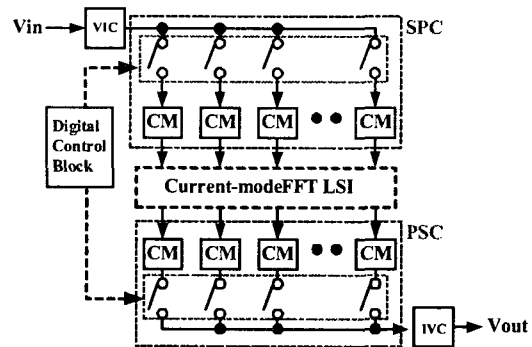 Vin
VIC
SPC
CM CM CM CM
Digital
Control
Block
Current-modeFFT LSI
PSC
CM CM CM CM
IVC
Vout